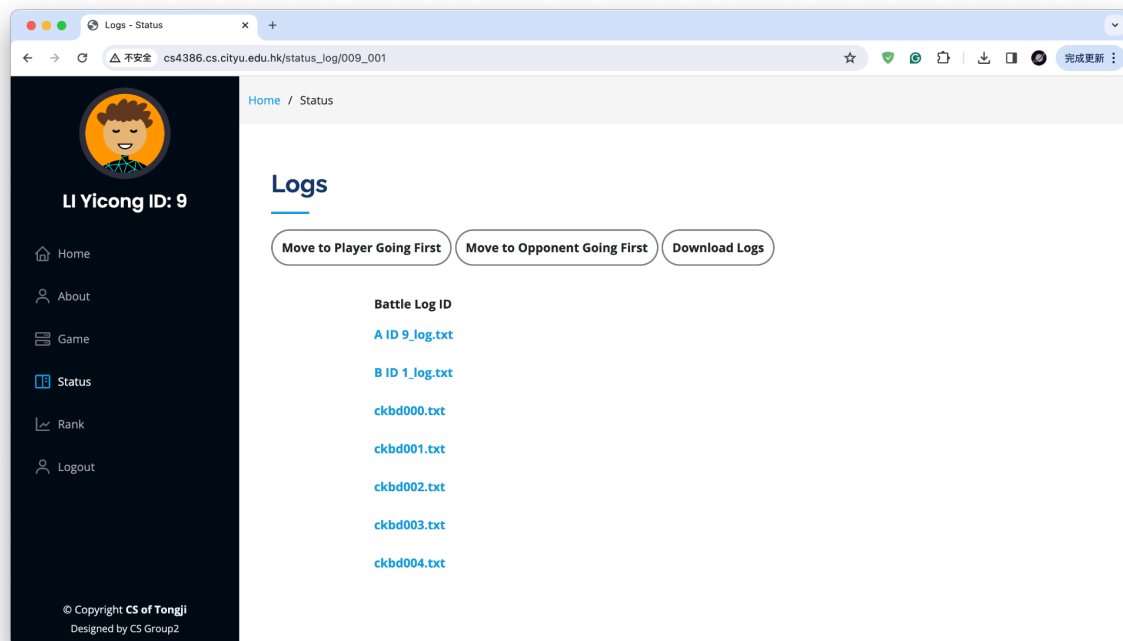 Logs - Status
不安全 cs4386.cs.cityu.edu.hk/status_log/009_001
完成更新
LI Yicong ID: 9
Home
About
Game
Status
Rank
Logout
© Copyright CS of Tongji
Designed by CS Group2
Home / Status
Logs
Move to Player Going First Move to Opponent Going First Download Logs
Battle Log ID
A ID 9_log.txt
B ID 1_log.txt
ckbd000.txt
ckbd001.txt
ckbd002.txt
ckbd003.txt
ckbd004.txt